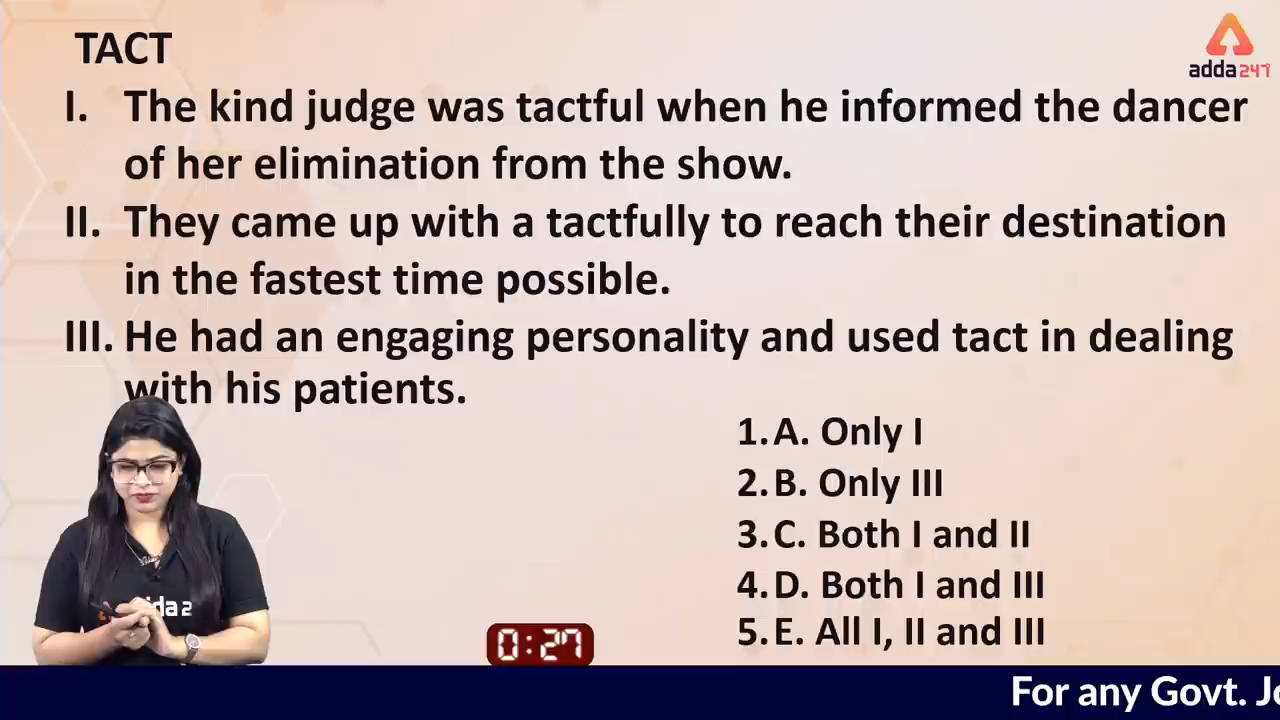 TACT
adda247
I. The kind judge was tactful when he informed the dancer
of her elimination from the show.
II. They came up with a tactfully to reach their destination
in the fastest time possible.
III. He had an engaging personality and used tact in dealing
with his patients.
1. A. Only I
2. B. Only III
3. C. Both I and II
4. D. Both I and III
5. E. All I, II and III
0:27
For any Govt.